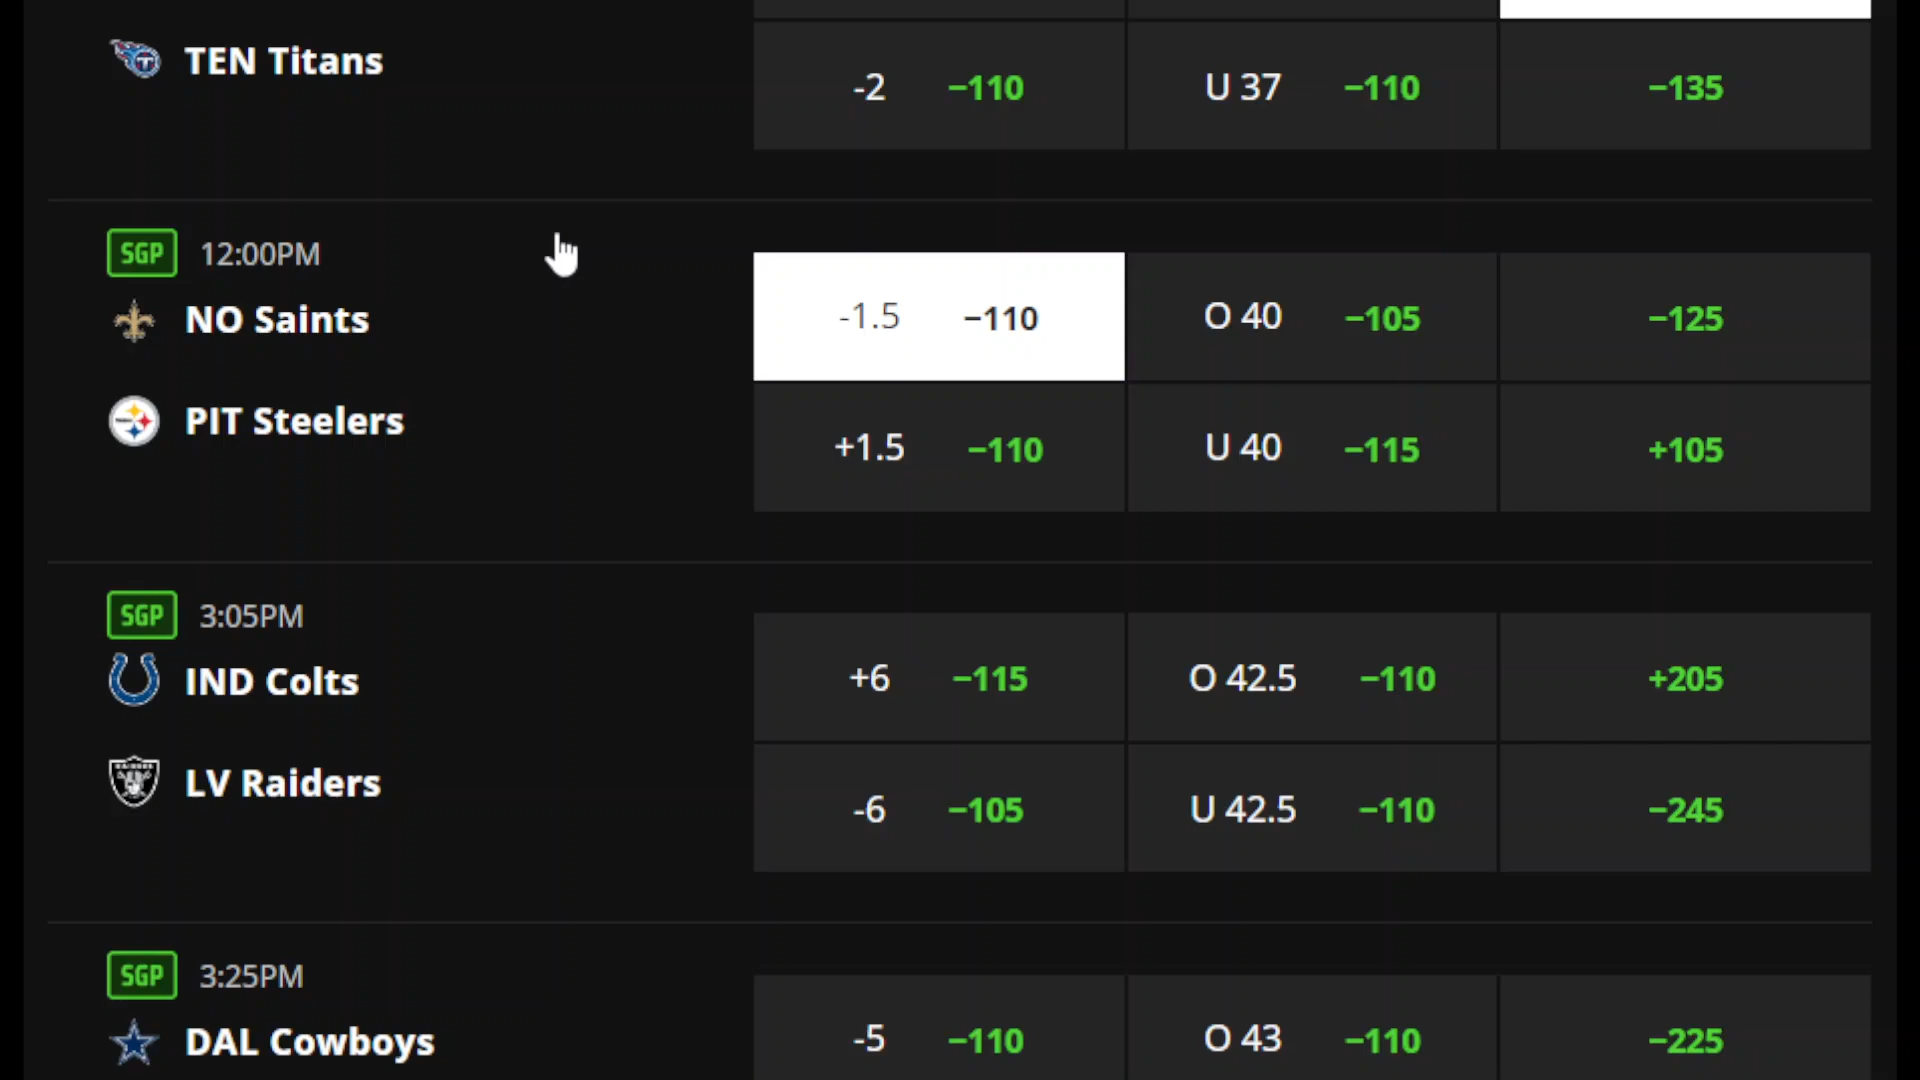 TEN Titans
-2 −110 U 37 −110 −135
SGP 12:00PM
NO Saints
-1.5 −110 O 40 −105 −125
PIT Steelers
+1.5 −110 U 40 −115 +105
SGP 3:05PM
IND Colts
+6 −115 O 42.5 −110 +205
LV Raiders
-6 −105 U 42.5 −110 −245
SGP 3:25PM
DAL Cowboys
-5 −110 O 43 −110 −225